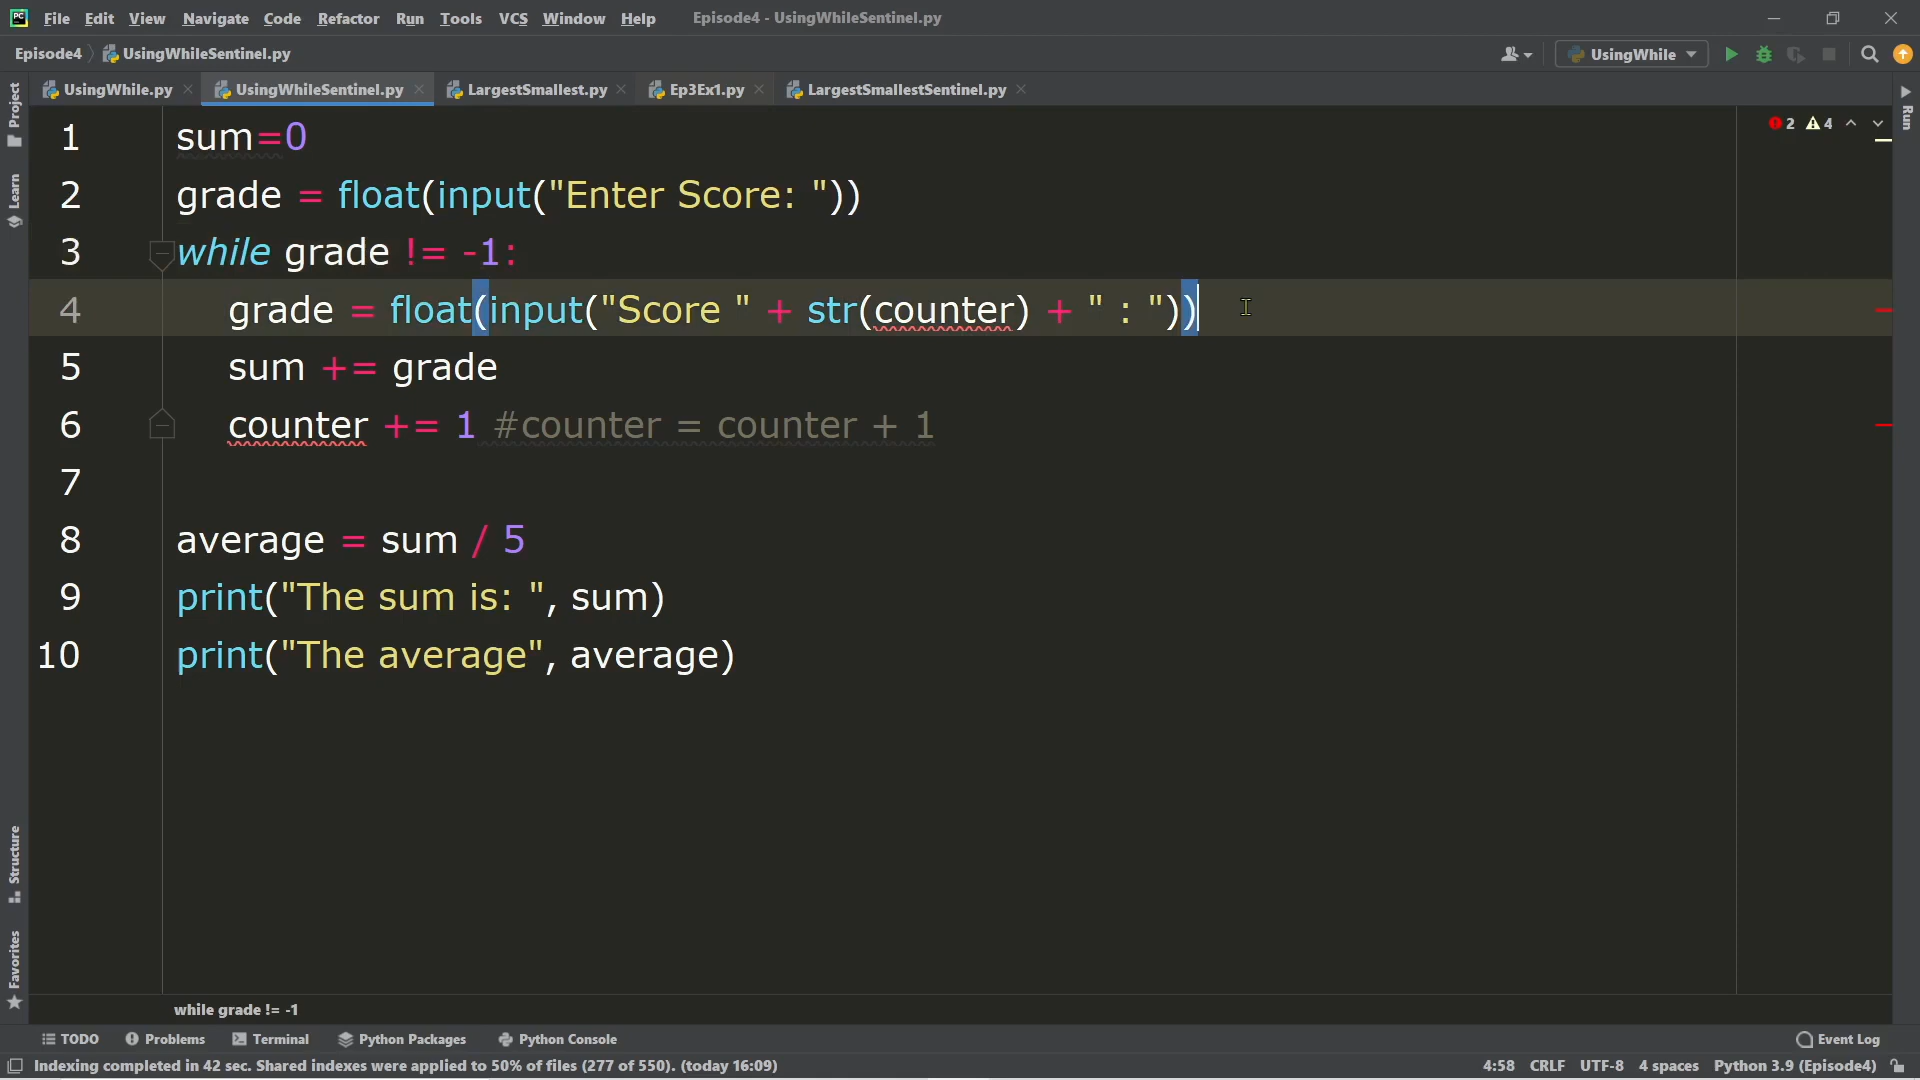 PC File Edit View Navigate Code Refactor Run Tools VCS Window Help Episode4 - UsingWhileSentinel.py
Episode4 UsingWhileSentinel.py UsingWhile
UsingWhile.py UsingWhileSentinel.py LargestSmallest.py Ep3Ex1.py LargestSmallestSentinel.py
Project
Learn
Structure
Favorites
Run
2 4
1 sum=0
2 grade = float(input("Enter Score: "))
3 while grade != -1:
4 grade = float(input("Score " + str(counter) + " : "))
5 sum += grade
6 counter += 1 #counter = counter + 1
7
8 average = sum / 5
9 print("The sum is: ", sum)
10 print("The average", average)
while grade != -1
TODO Problems Terminal Python Packages Python Console Event Log
Indexing completed in 42 sec. Shared indexes were applied to 50% of files (277 of 550). (today 16:09) 4:58 CRLF UTF-8 4 spaces Python 3.9 (Episode4)